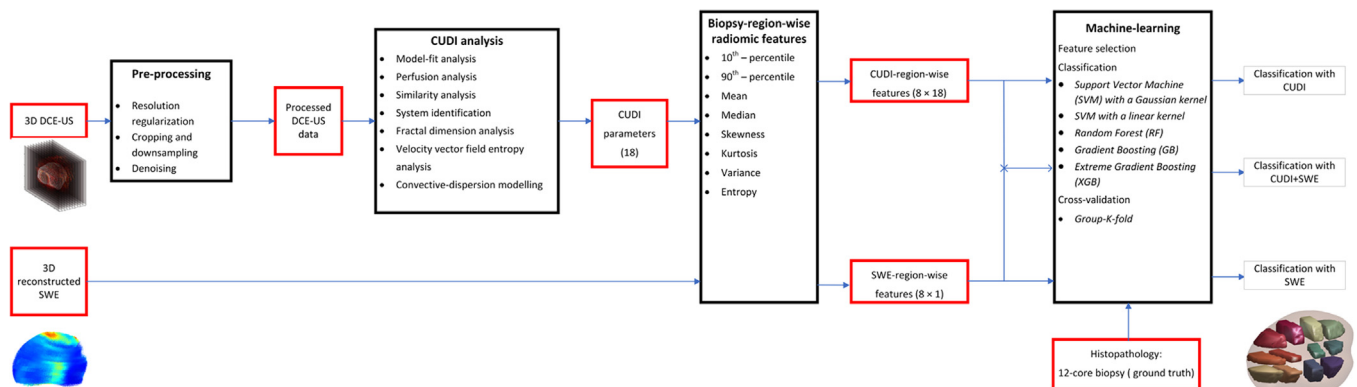 3D DCE-US
Pre-processing
• Resolution
regularization
• Cropping and
downsampling
• Denoising
Processed
DCE-US
data
CUDI analysis
• Model-fit analysis
• Perfusion analysis
• Similarity analysis
• System identification
• Fractal dimension analysis
• Velocity vector field entropy
analysis
• Convective-dispersion modelling
CUDI
parameters
(18)
Biopsy-region-wise
radiomic features
• 10th – percentile
• 90th – percentile
• Mean
• Median
• Skewness
• Kurtosis
• Variance
• Entropy
CUDI-region-wise
features (8 × 18)
Machine-learning
Feature selection
Classification
• Support Vector Machine
(SVM) with a Gaussian kernel
• SVM with a linear kernel
• Random Forest (RF)
• Gradient Boosting (GB)
• Extreme Gradient Boosting
(XGB)
Cross-validation
• Group-K-fold
Classification with
CUDI
Classification with
CUDI+SWE
Classification with
SWE
3D
reconstructed
SWE
SWE-region-wise
features (8 × 1)
Histopathology:
12-core biopsy ( ground truth)